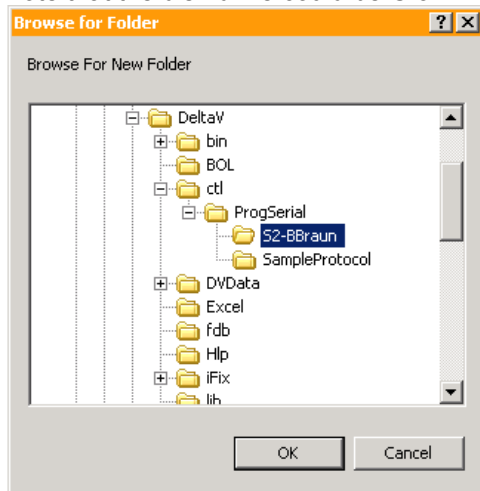 Browse for Folder
Browse For New Folder
DeltaV
bin
BOL
ctl
ProgSerial
S2-BBraun
SampleProtocol
DVData
Excel
fdb
Hlp
iFix
lib
OK Cancel